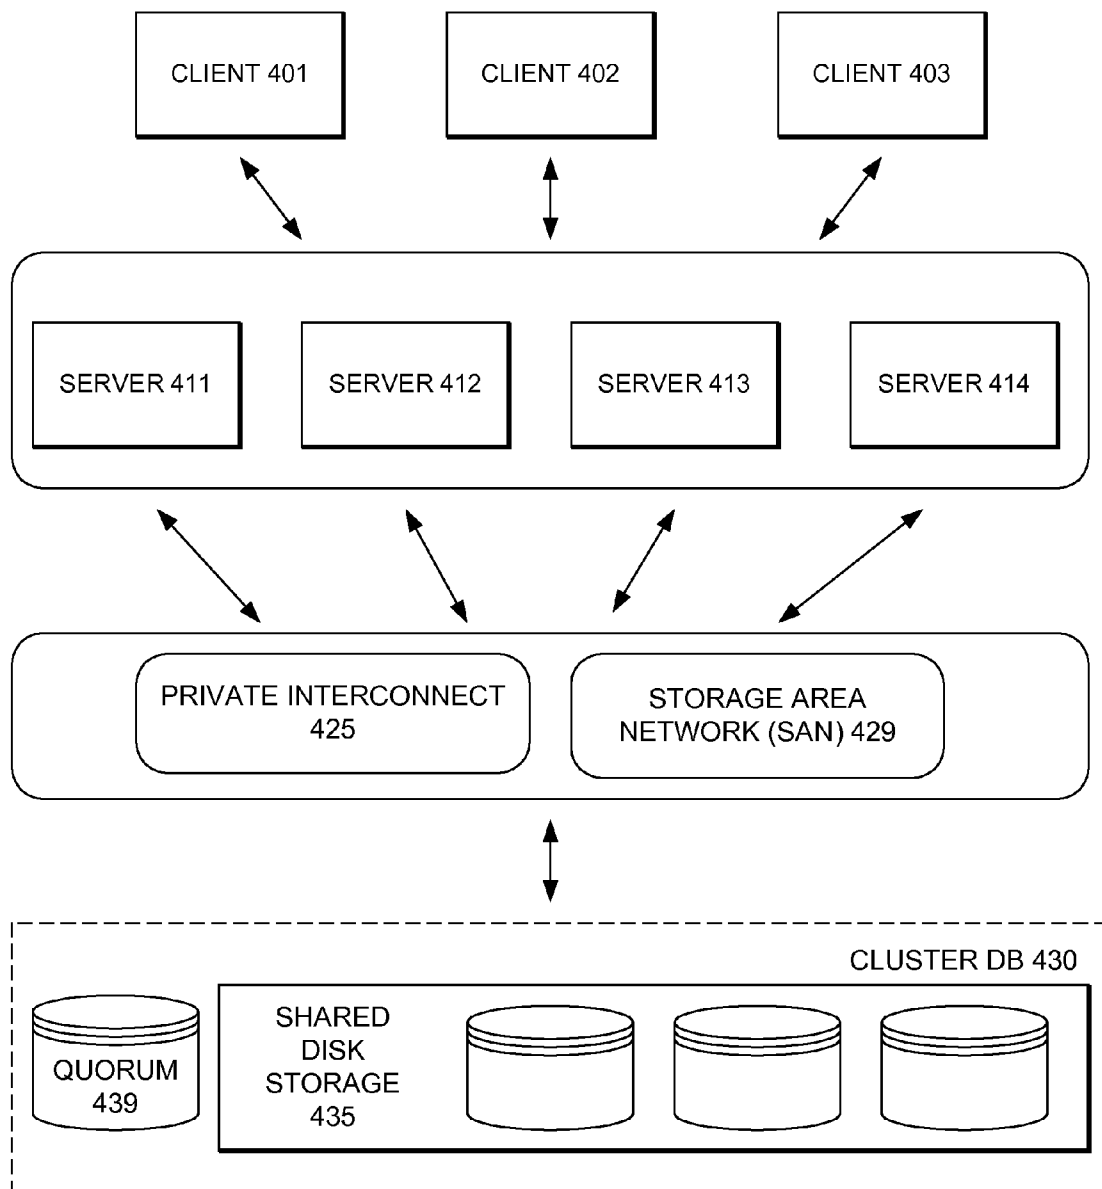 CLIENT 401
CLIENT 402
CLIENT 403
SERVER 411
SERVER 412
SERVER 413
SERVER 414
PRIVATE INTERCONNECT
425
STORAGE AREA
NETWORK (SAN) 429
CLUSTER DB 430
QUORUM
439
SHARED
DISK
STORAGE
435